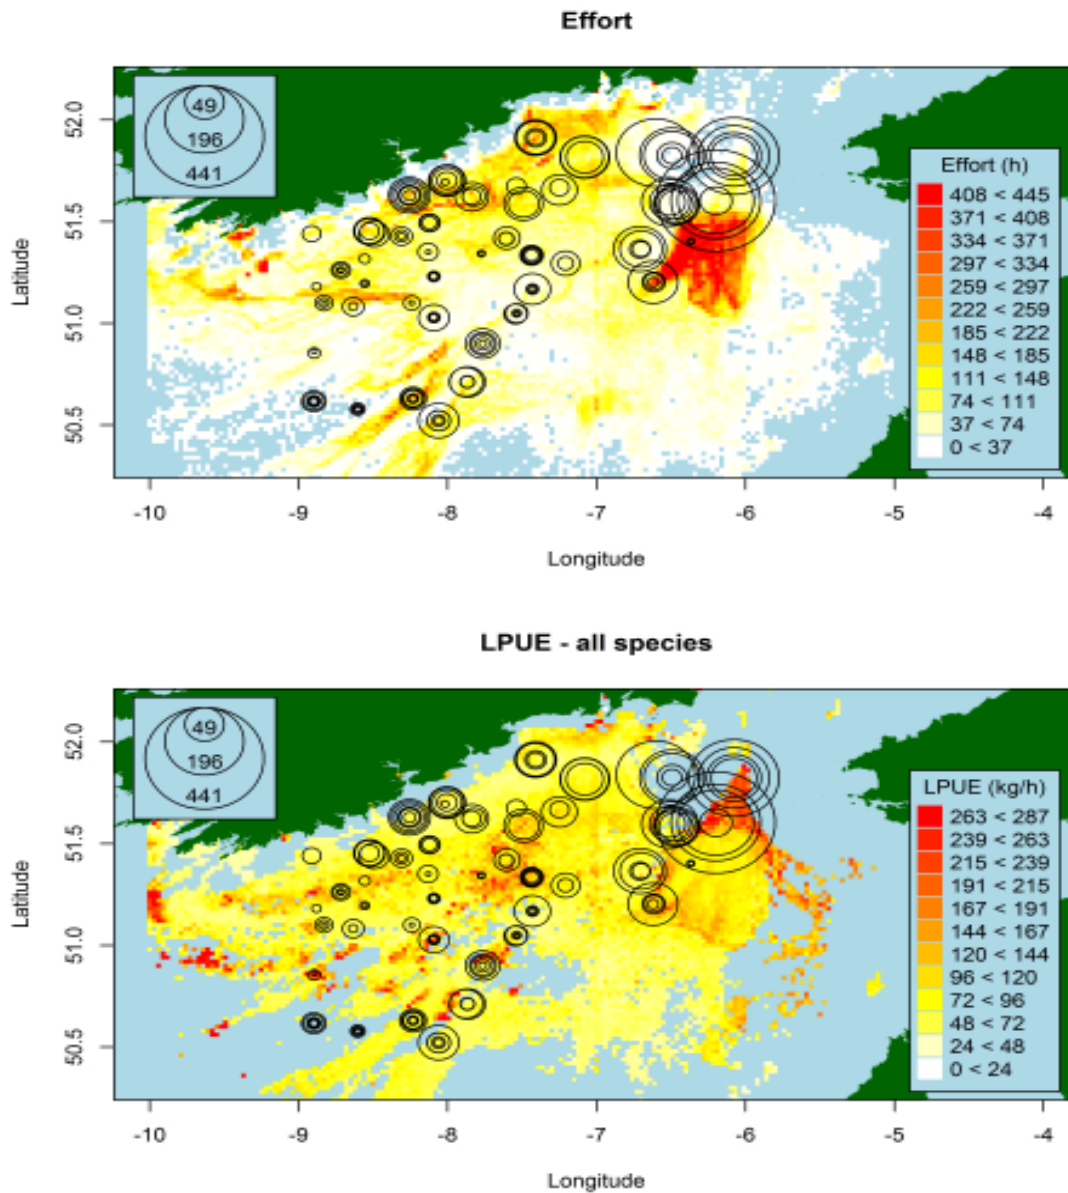 Effort
49
196
441
Effort (h)
408 < 445
371 < 408
334 < 371
297 < 334
259 < 297
222 < 259
185 < 222
148 < 185
111 < 148
74 < 111
37 < 74
0 < 37
Latitude
52.0
51.5
51.0
50.5
-10 -9 -8 -7 -6 -5 -4
Longitude
LPUE - all species
49
196
441
LPUE (kg/h)
263 < 287
239 < 263
215 < 239
191 < 215
167 < 191
144 < 167
120 < 144
96 < 120
72 < 96
48 < 72
24 < 48
0 < 24
Latitude
52.0
51.5
51.0
50.5
-10 -9 -8 -7 -6 -5 -4
Longitude